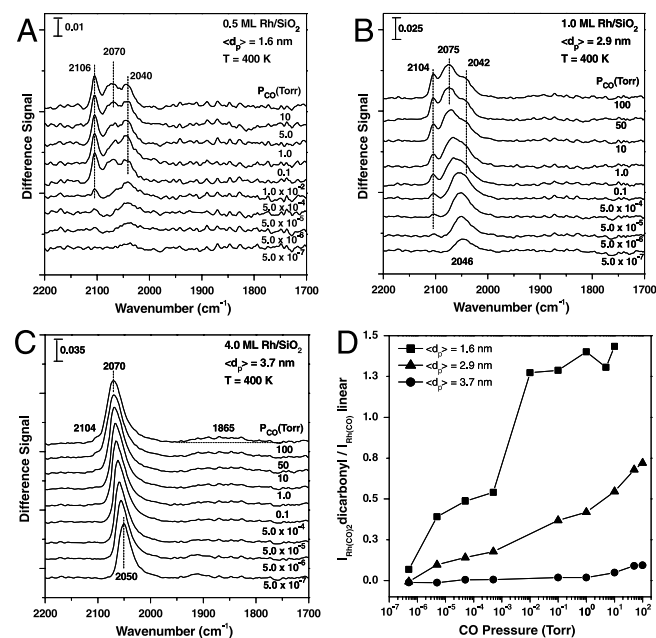 A
0.01
0.5 ML Rh/SiO2
<dp> = 1.6 nm
T = 400 K
2106
2070
2040
PCO(Torr)
10
5.0
1.0
0.1
1.0 x 10-2
5.0 x 10-4
5.0 x 10-5
5.0 x 10-6
5.0 x 10-7
Difference Signal
2200 2100 2000 1900 1800 1700
Wavenumber (cm-1)
B
0.025
1.0 ML Rh/SiO2
<dp> = 2.9 nm
T = 400 K
2104
2075
2042
PCO(Torr)
100
50
10
1.0
0.1
5.0 x 10-4
5.0 x 10-5
5.0 x 10-6
5.0 x 10-7
2046
Difference Signal
2200 2100 2000 1900 1800 1700
Wavenumber (cm-1)
C
0.035
4.0 ML Rh/SiO2
<dp> = 3.7 nm
T = 400 K
2070
2104
1865
PCO(Torr)
100
50
10
1.0
0.1
5.0 x 10-4
5.0 x 10-5
5.0 x 10-6
5.0 x 10-7
2050
Difference Signal
2200 2100 2000 1900 1800 1700
Wavenumber (cm-1)
D
<dp> = 1.6 nm
<dp> = 2.9 nm
<dp> = 3.7 nm
1.5
1.3
1.0
0.8
0.5
0.3
0.0
IRh(CO)2 dicarbonyl / IRh(CO) linear
10-7 10-6 10-5 10-4 10-3 10-2 10-1 100 101 102
CO Pressure (Torr)